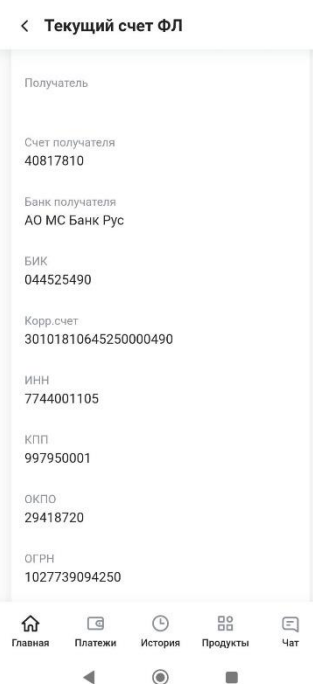 Текущий счет ФЛ
Получатель
Счет получателя
40817810
Банк получателя
АО МС Банк Рус
БИК
044525490
Корр.счет
30101810645250000490
ИНН
7744001105
КПП
997950001
ОКПО
29418720
ОГРН
1027739094250
Главная Платежи История Продукты Чат